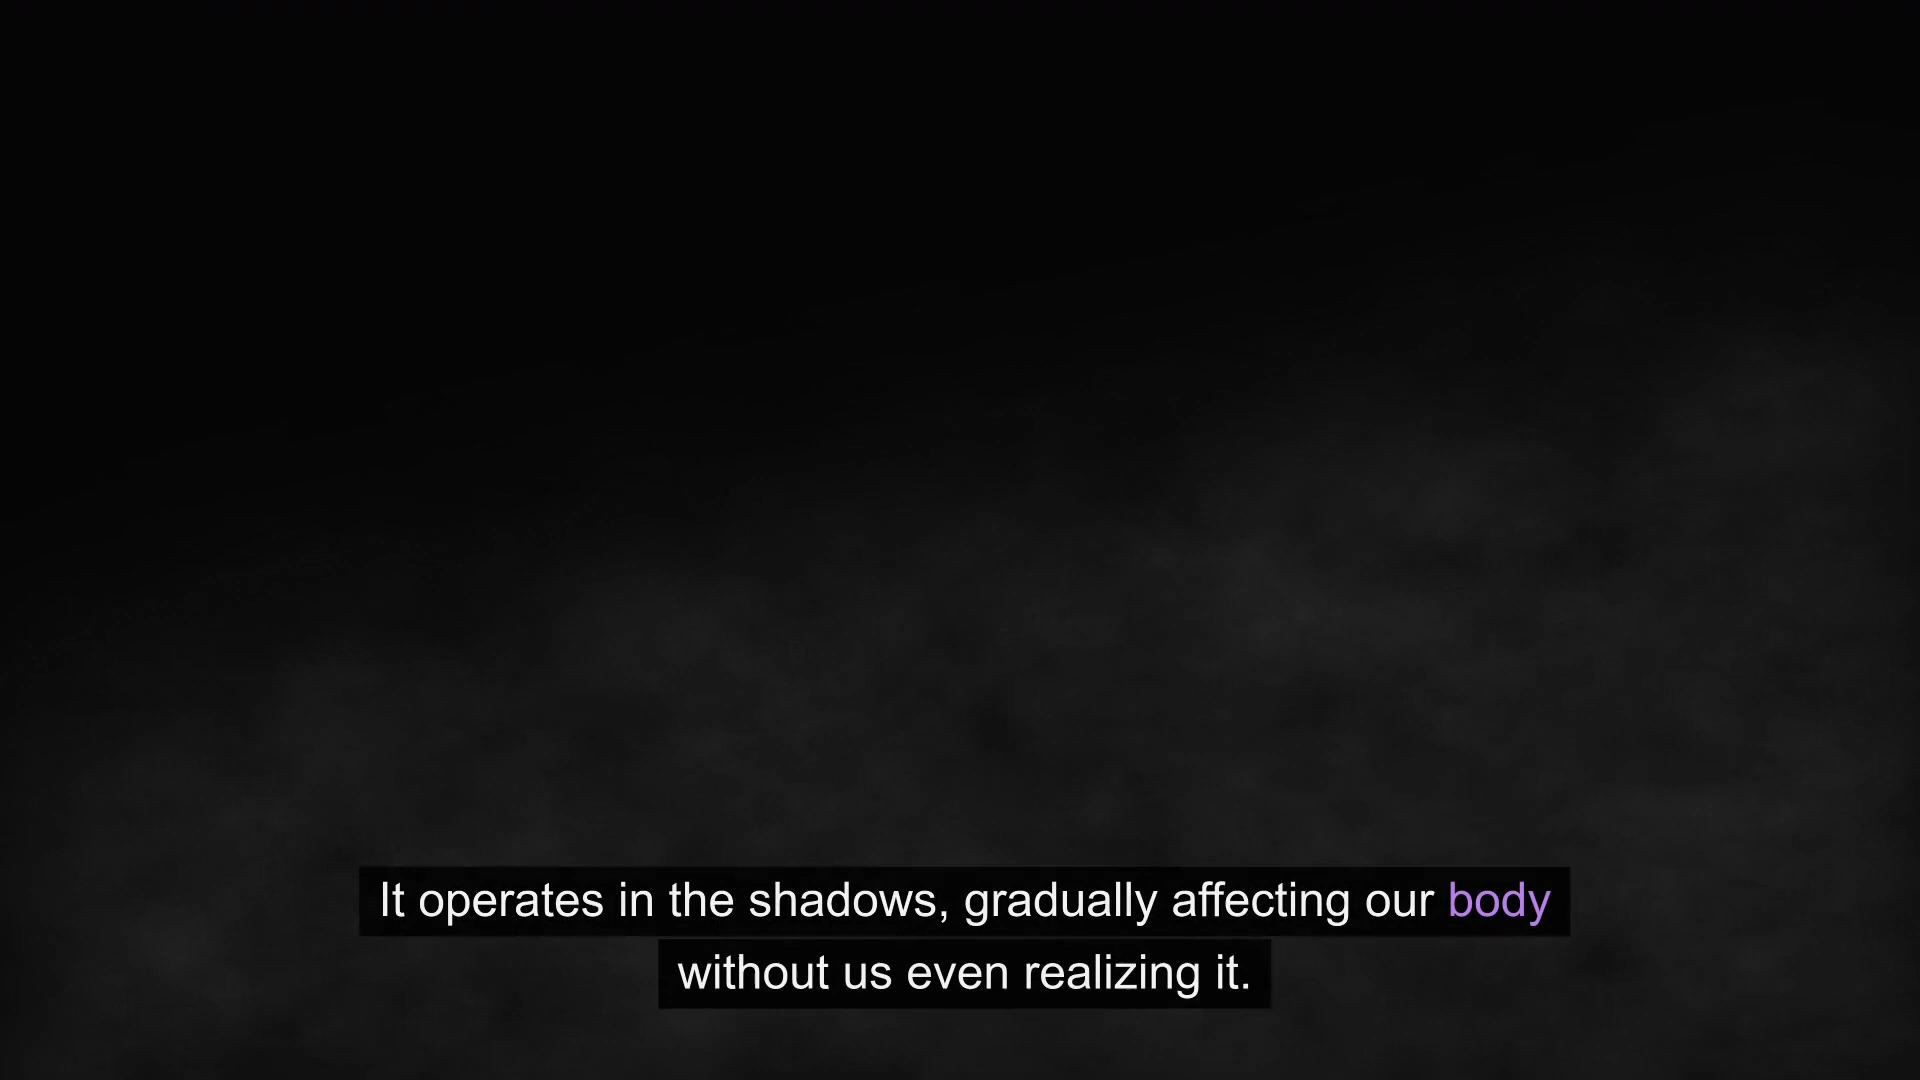 It operates in the shadows, gradually affecting our body
without us even realizing it.